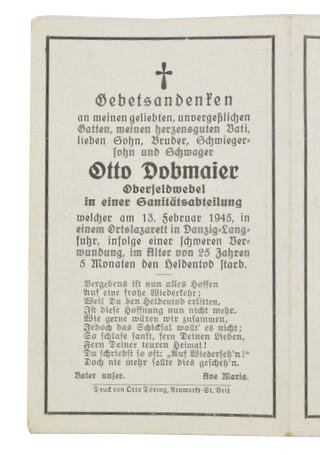 Gebetsandenken
an meinen geliebten, unvergeßlichen
Gatten, meinen herzensguten Vati,
lieben Sohn, Bruder, Schwieger-
sohn und Schwager
Otto Dobmaier
Oberfeldwebel
in einer Sanitätsabteilung
welcher am 13. Februar 1945, in
einem Ortslazarett in Danzig-Lang-
fuhr, infolge einer schweren Ver-
wundung, im Alter von 25 Jahren
5 Monaten den Heldentod starb.
Vergebens ist nun alles Hoffen
Auf eine frohe Wiederkehr;
Weil Du den Heldentod erlitten,
Ist diese Hoffnung nun nicht mehr.
Wie gerne wären wir zusammen,
Jedoch das Schicksal wollt' es nicht;
So schlafe sanft, fern Deinen Lieben,
Fern Deiner teuren Heimat!
Du schriebst so oft: „Auf Wiederseh'n!"
Doch nie mehr sollte dies gescheh'n.
Vater unser. Ave Maria.
Druck von Otto Döring, Neumarkt-St. Veit